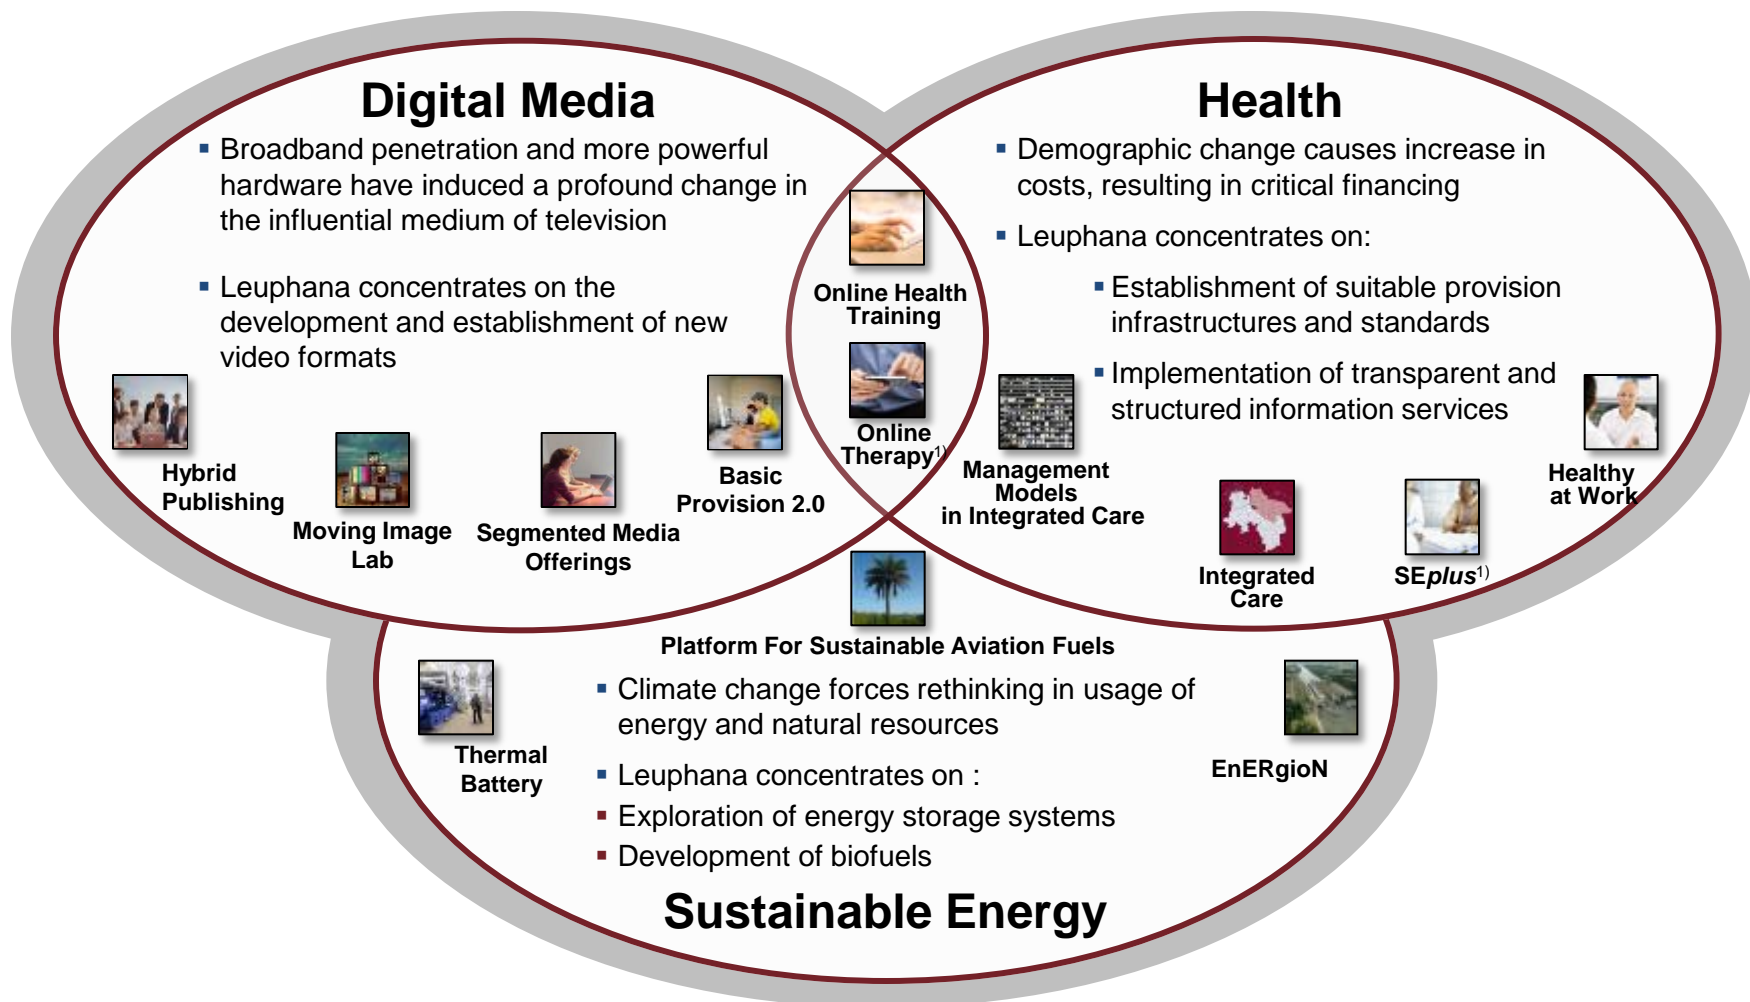 Digital Media
▪ Broadband penetration and more powerful
hardware have induced a profound change in
the influential medium of television
▪ Leuphana concentrates on the
development and establishment of new
video formats
Hybrid
Publishing
Moving Image
Lab
Segmented Media
Offerings
Basic
Provision 2.0
Online Health
Training
Online
Therapy1)
Health
▪ Demographic change causes increase in
costs, resulting in critical financing
▪ Leuphana concentrates on:
▪ Establishment of suitable provision
infrastructures and standards
▪ Implementation of transparent and
structured information services
Management
Models
in Integrated Care
Integrated
Care
SEplus1)
Healthy
at Work
Platform For Sustainable Aviation Fuels
Thermal
Battery
▪ Climate change forces rethinking in usage of
energy and natural resources
▪ Leuphana concentrates on :
▪ Exploration of energy storage systems
▪ Development of biofuels
EnERgioN
Sustainable Energy